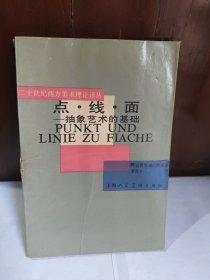 二十世纪西方美术理论译丛
点·线·面
—抽象艺术的基础
PUNKT UND
LINIE ZU FIACHE
上海人民美术出版社